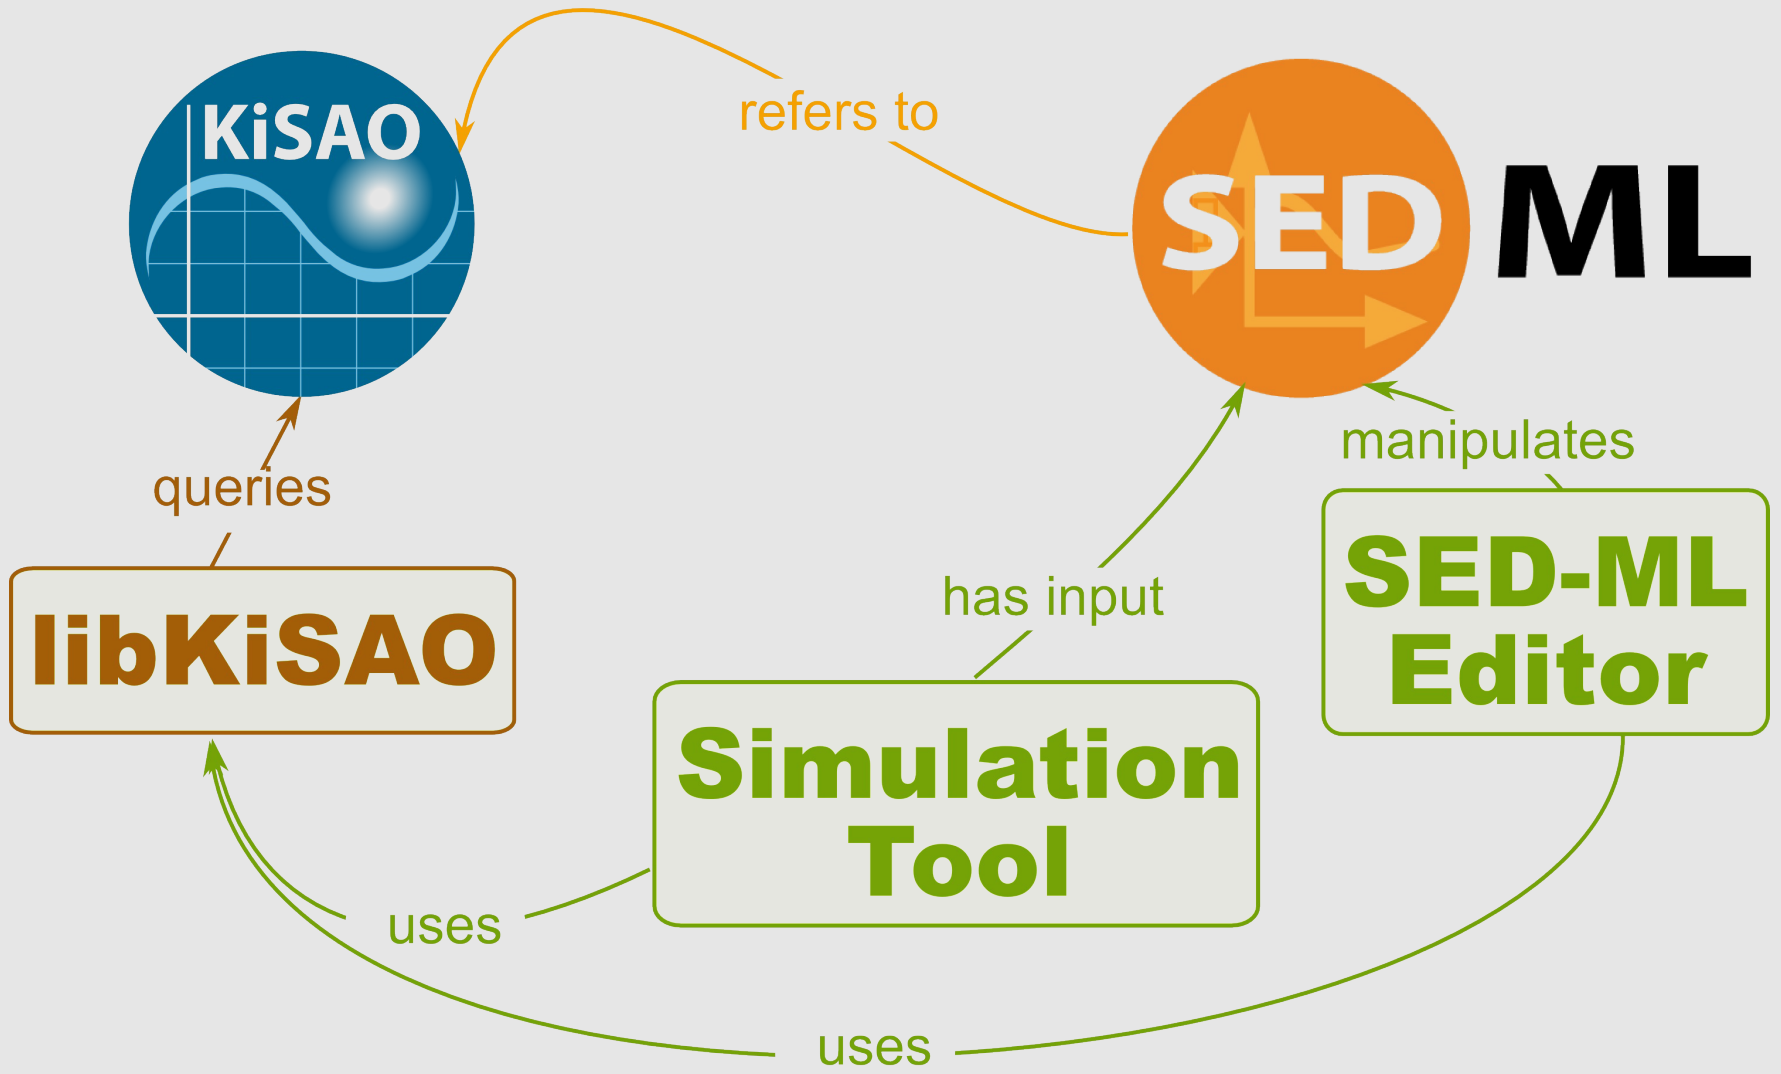 KiSAO
refers to
SED ML
queries
manipulates
libKiSAO
has input
SED-ML
Editor
Simulation
Tool
uses
uses